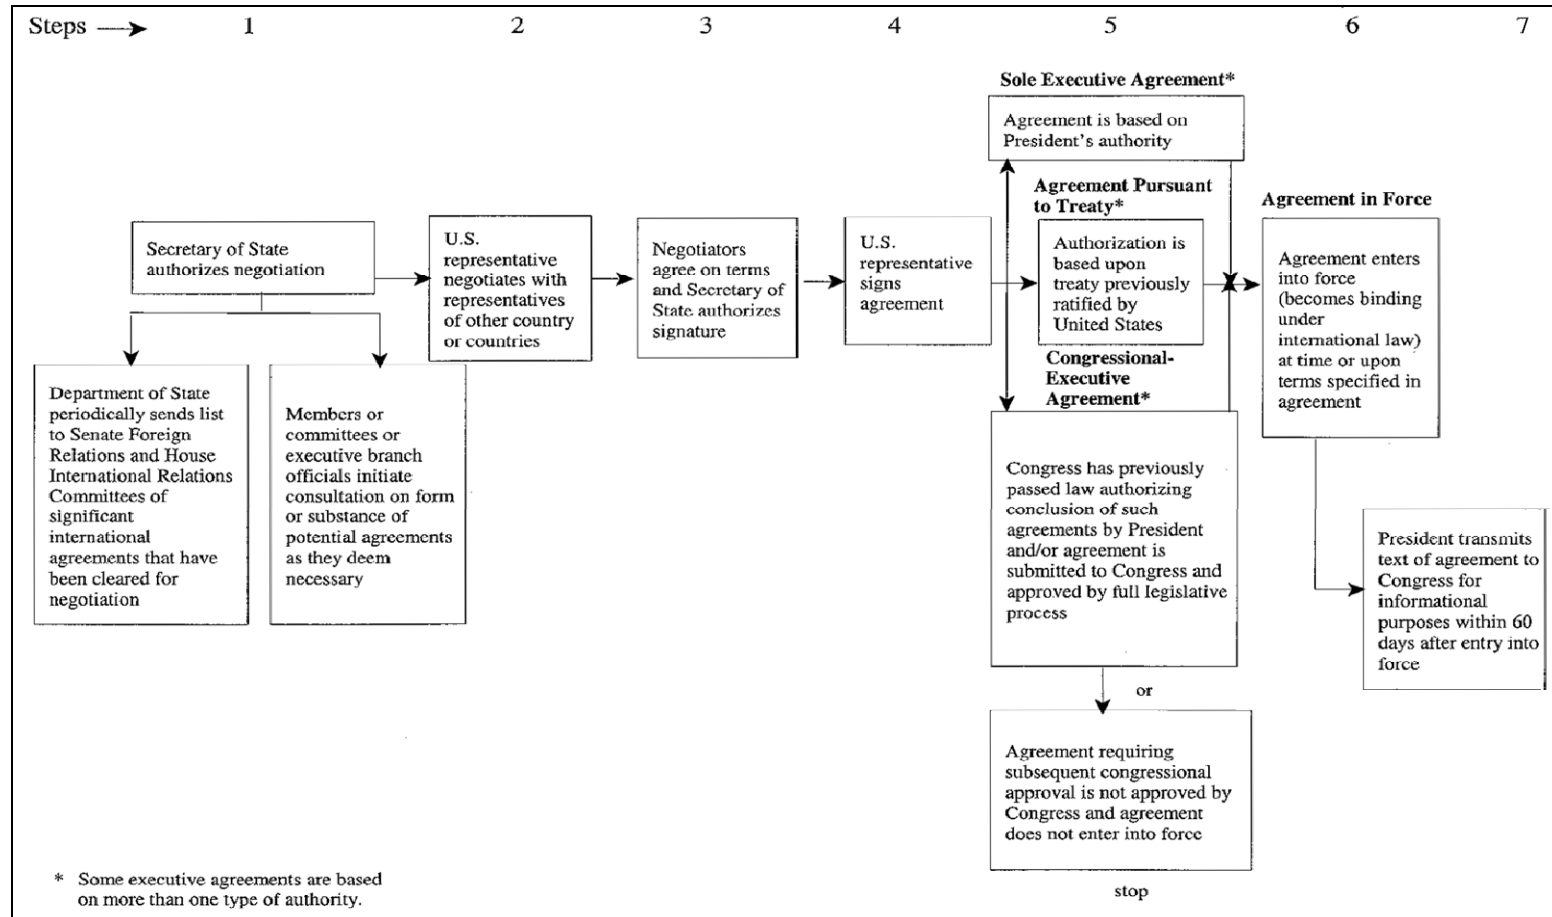 Steps
1
2
3
4
5
6
7
Secretary of State
authorizes negotiation
Department of State
periodically sends list
to Senate Foreign
Relations and House
International Relations
Committees of
significant
international
agreements that have
been cleared for
negotiation
Members or
committees or
executive branch
officials initiate
consultation on form
or substance of
potential agreements
as they deem
necessary
U.S.
representative
negotiates with
representatives
of other country
or countries
Negotiators
agree on terms
and Secretary of
State authorizes
signature
U.S.
representative
signs
agreement
Sole Executive Agreement*
Agreement is based on
President's authority
Agreement Pursuant
to Treaty*
Authorization is
based upon
treaty previously
ratified by
United States
Congressional-
Executive
Agreement*
Congress has previously
passed law authorizing
conclusion of such
agreements by President
and/or agreement is
submitted to Congress and
approved by full legislative
process
or
Agreement requiring
subsequent congressional
approval is not approved by
Congress and agreement
does not enter into force
stop
Agreement in Force
Agreement enters
into force
(becomes binding
under
international law)
at time or upon
terms specified in
agreement
President transmits
text of agreement to
Congress for
informational
purposes within 60
days after entry into
force
* Some executive agreements are based
on more than one type of authority.